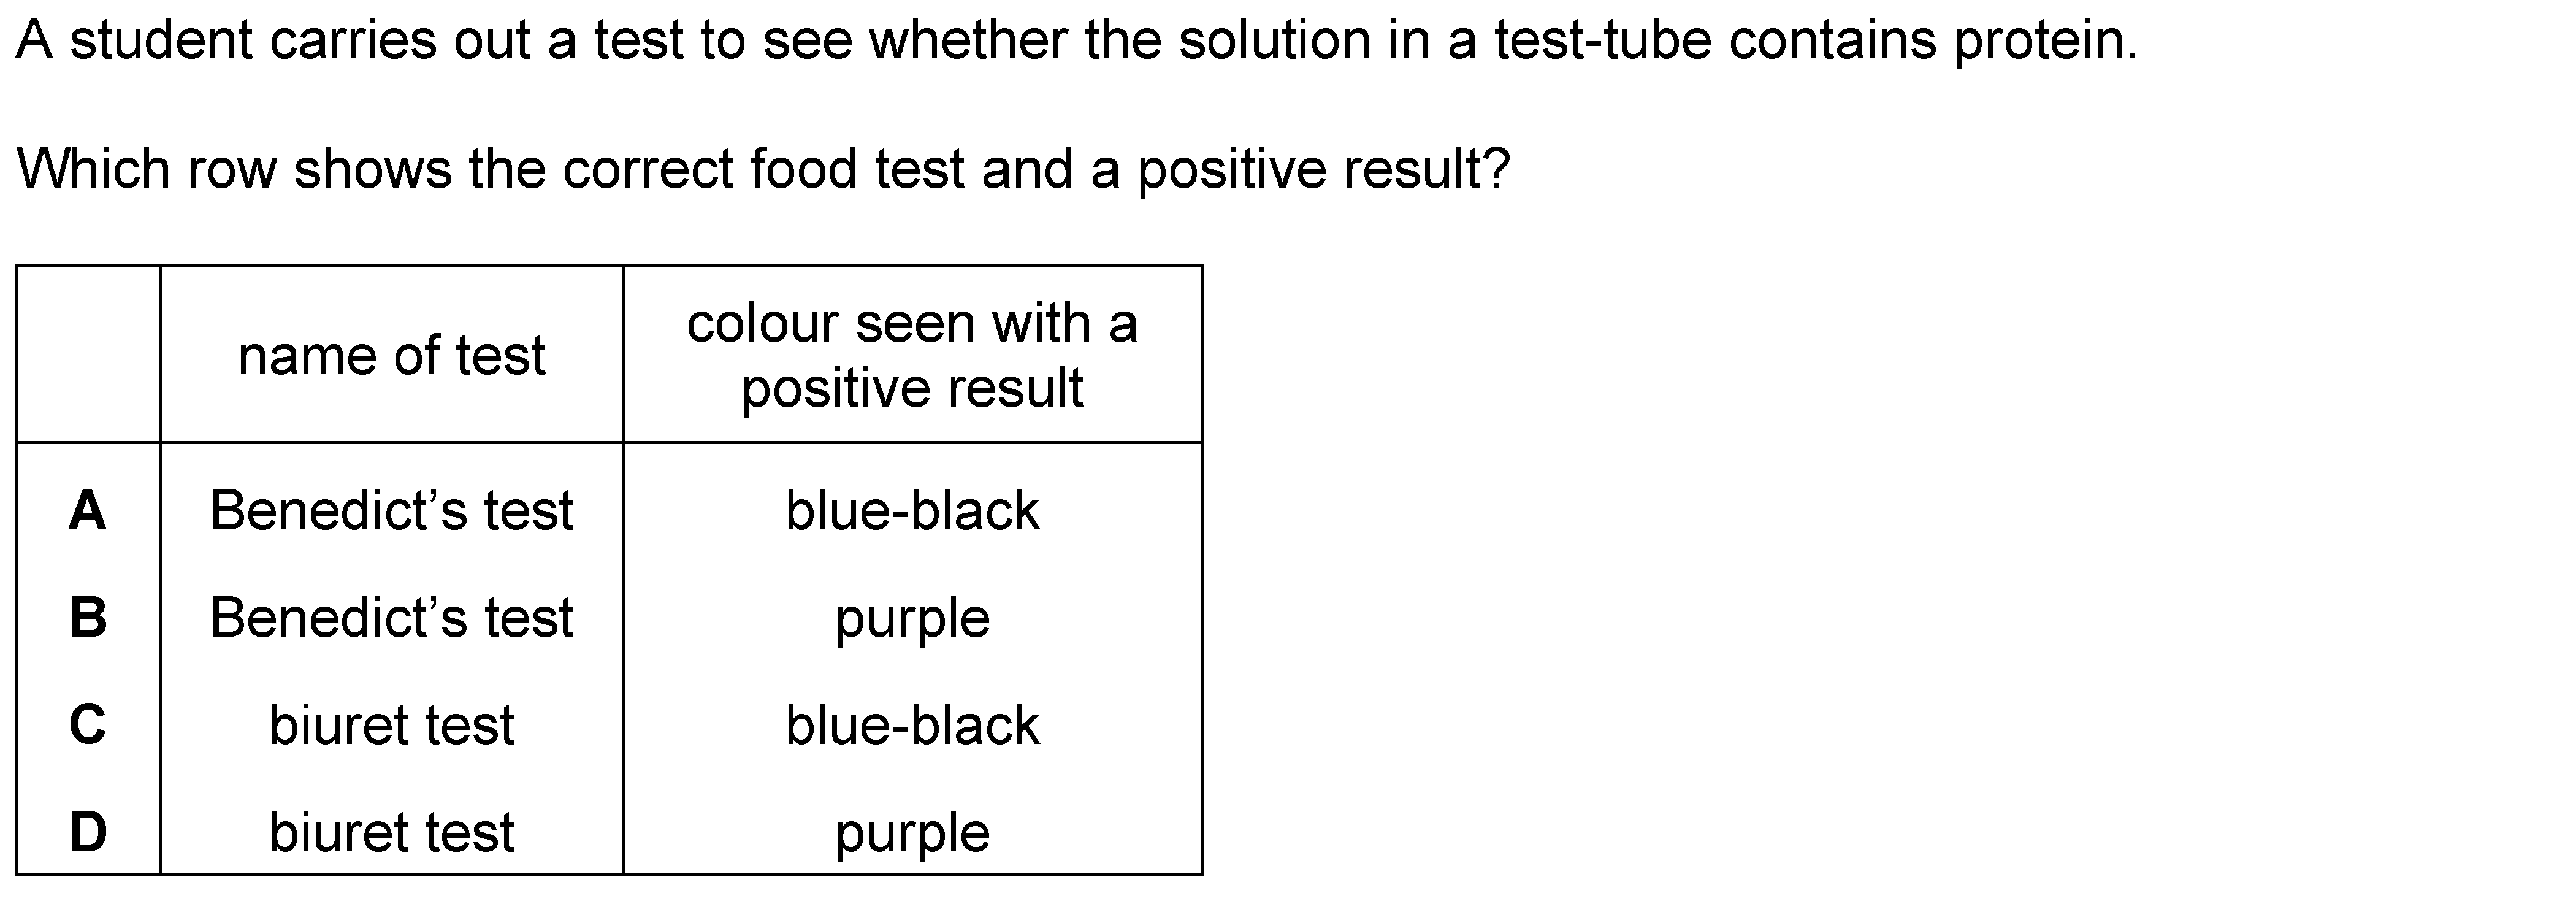 A student carries out a test to see whether the solution in a test-tube contains protein.
Which row shows the correct food test and a positive result?
name of test
colour seen with a
positive result
A Benedict’s test blue-black
B Benedict’s test purple
C biuret test blue-black
D biuret test purple